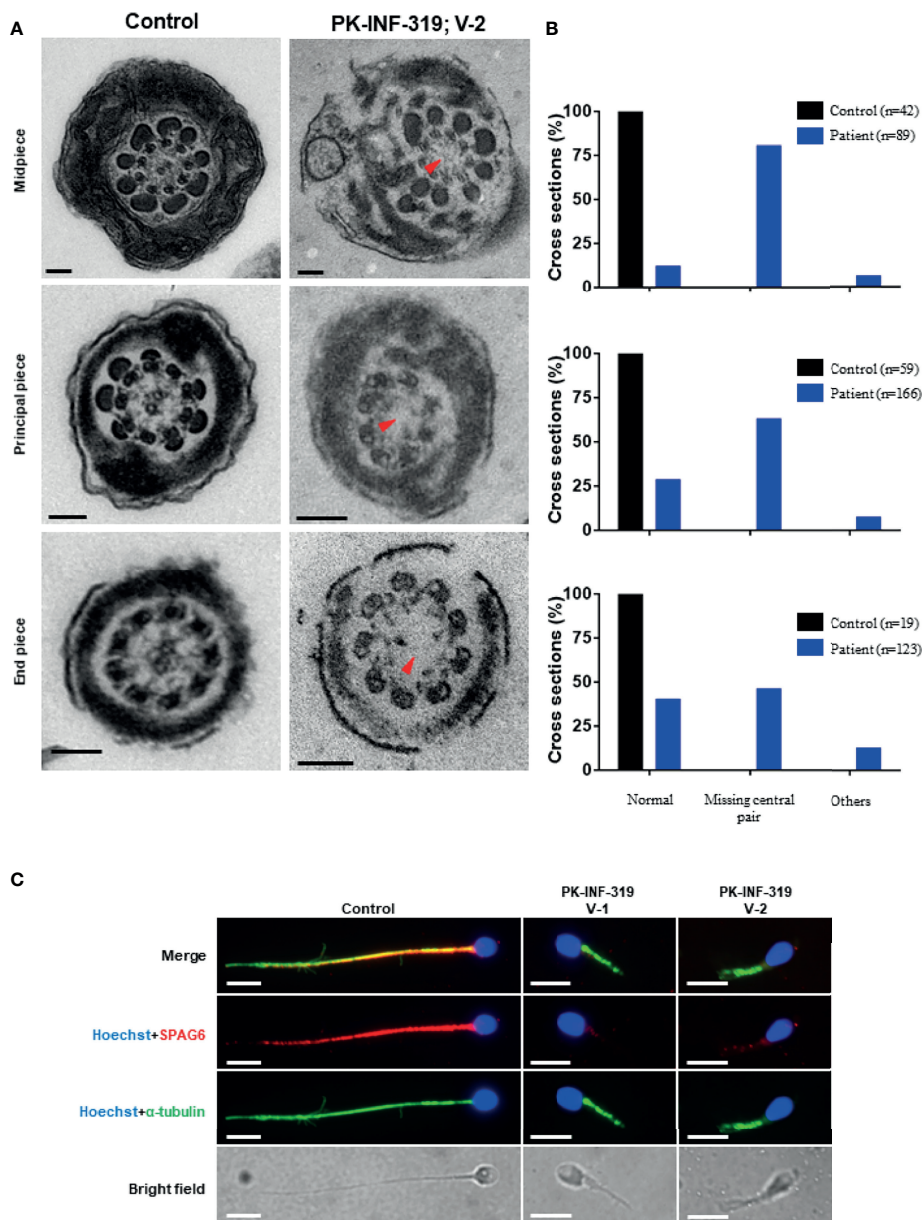 A
Control
PK-INF-319; V-2
Midpiece
Principal piece
End piece
B
Cross sections (%)
100
75
50
25
0
Control (n=42)
Patient (n=89)
Cross sections (%)
100
75
50
25
0
Control (n=59)
Patient (n=166)
Cross sections (%)
100
75
50
25
0
Control (n=19)
Patient (n=123)
Normal
Missing central
pair
Others
C
Control
PK-INF-319
V-1
PK-INF-319
V-2
Merge
Hoechst+SPAG6
Hoechst+α-tubulin
Bright field